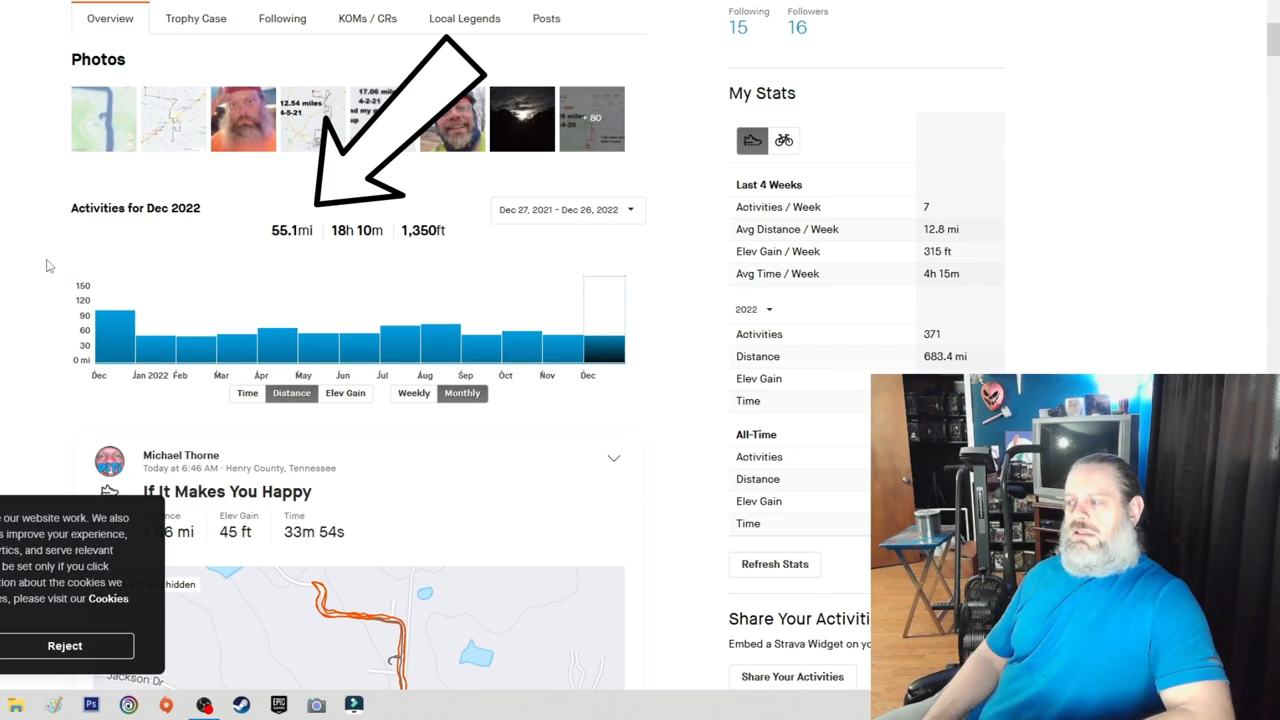 Overview Trophy Case Following KOMs / CRs Local Legends Posts
Following Followers
15 16
Photos
12.54 miles
4-5-21
17.06
4-2-21
nd my
up
+ 80
My Stats
Activities for Dec 2022
Dec 27, 2021 - Dec 26, 2022
55.1mi 18h 10m 1,350ft
Last 4 Weeks
Activities / Week 7
Avg Distance / Week 12.8 mi
Elev Gain / Week 315 ft
Avg Time / Week 4h 15m
150
120
90
60
30
0 mi
Dec Jan 2022 Feb Mar Apr May Jun Jul Aug Sep Oct Nov Dec
Time Distance Elev Gain Weekly Monthly
2022
Activities 371
Distance 683.4 mi
Elev Gain
Time
All-Time
Activities
Distance
Elev Gain
Time
Refresh Stats
Share Your Activiti
Embed a Strava Widget on yo
Share Your Activities
Michael Thorne
Today at 6:46 AM · Henry County, Tennessee
If It Makes You Happy
Elev Gain Time
mi 45 ft 33m 54s
hidden
Jackson Dr
our website work. We also
s improve your experience,
ytics, and serve relevant
be set only if you click
tion about the cookies we
es, please visit our Cookies
Reject
Ps
EPIC
GAMES